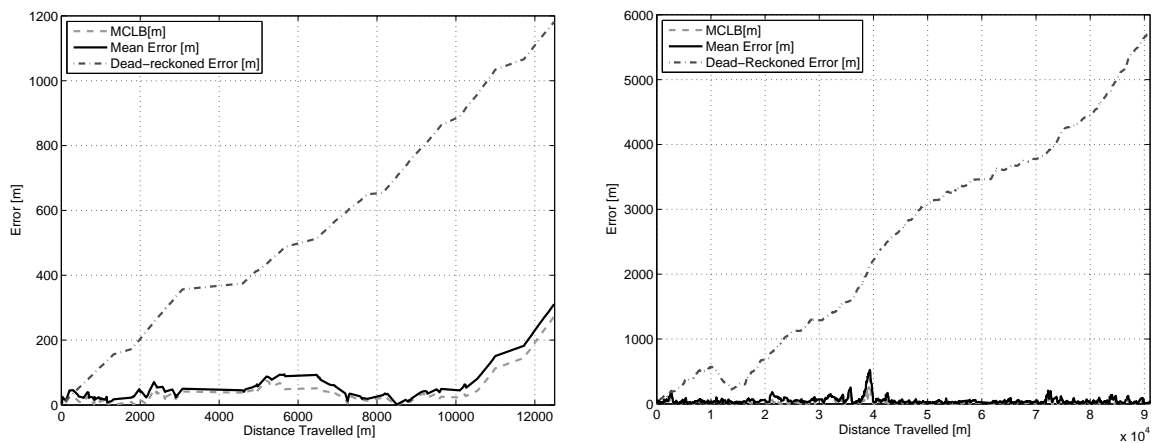 1200
1000
800
600
400
200
0
Error [m]
MCLB[m]
Mean Error [m]
Dead−reckoned Error [m]
0 2000 4000 6000 8000 10000 12000
Distance Travelled [m]
6000
5000
4000
3000
2000
1000
0
Error [m]
MCLB[m]
Mean Error [m]
Dead−Reckoned Error [m]
0 1 2 3 4 5 6 7 8 9
x 10^4
Distance Travelled [m]